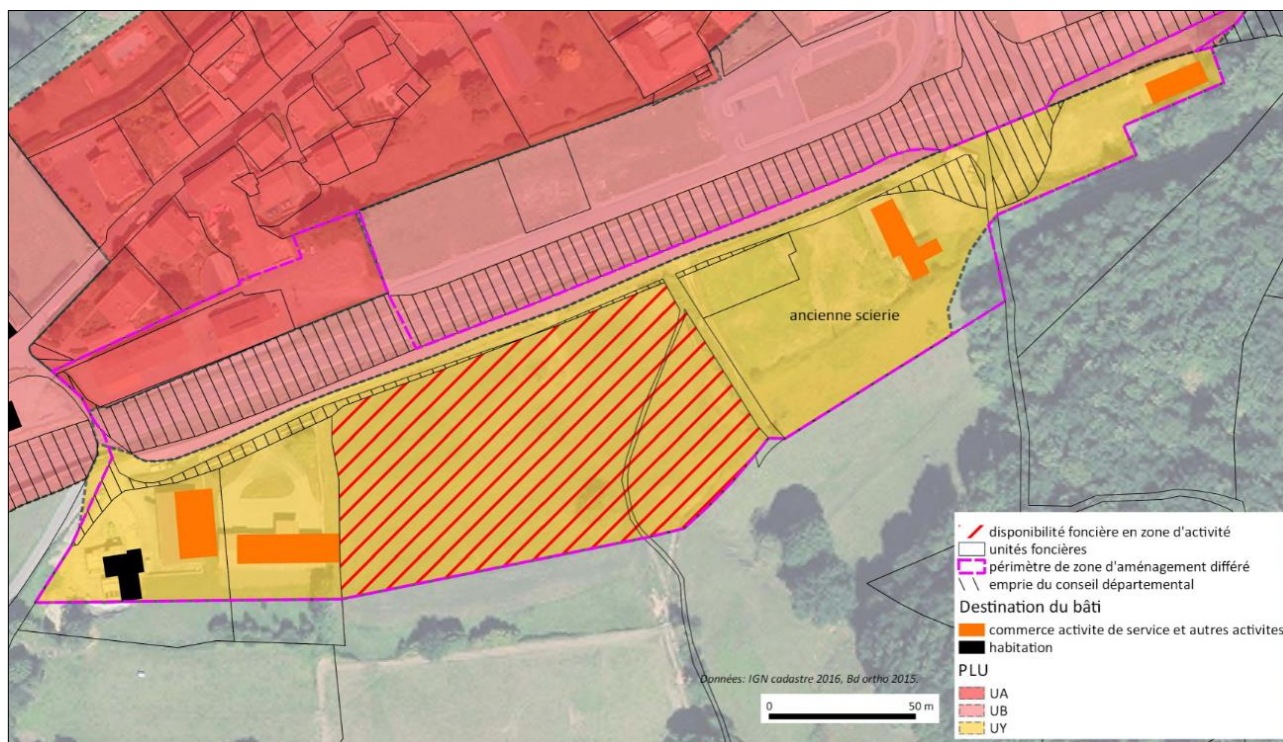 ancienne scierie
disponibilité foncière en zone d'activité
unités foncières
périmètre de zone d'aménagement différé
emprise du conseil départemental
Destination du bâti
commerce activite de service et autres activites
habitation
PLU
UA
UB
UY
Données: IGN cadastre 2016, Bd ortho 2015.
0 50 m